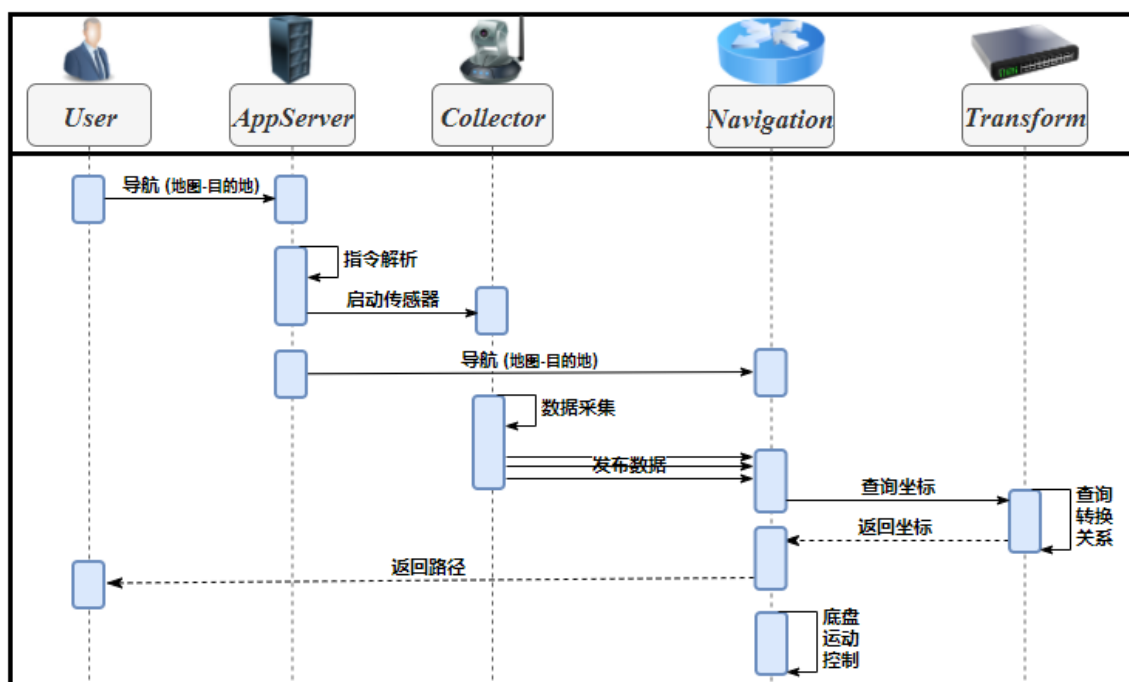 User
AppServer
Collector
Navigation
Transform
导航 (地图-目的地)
指令解析
启动传感器
导航 (地图-目的地)
数据采集
发布数据
查询坐标
查询
转换
关系
返回坐标
返回路径
底盘
运动
控制